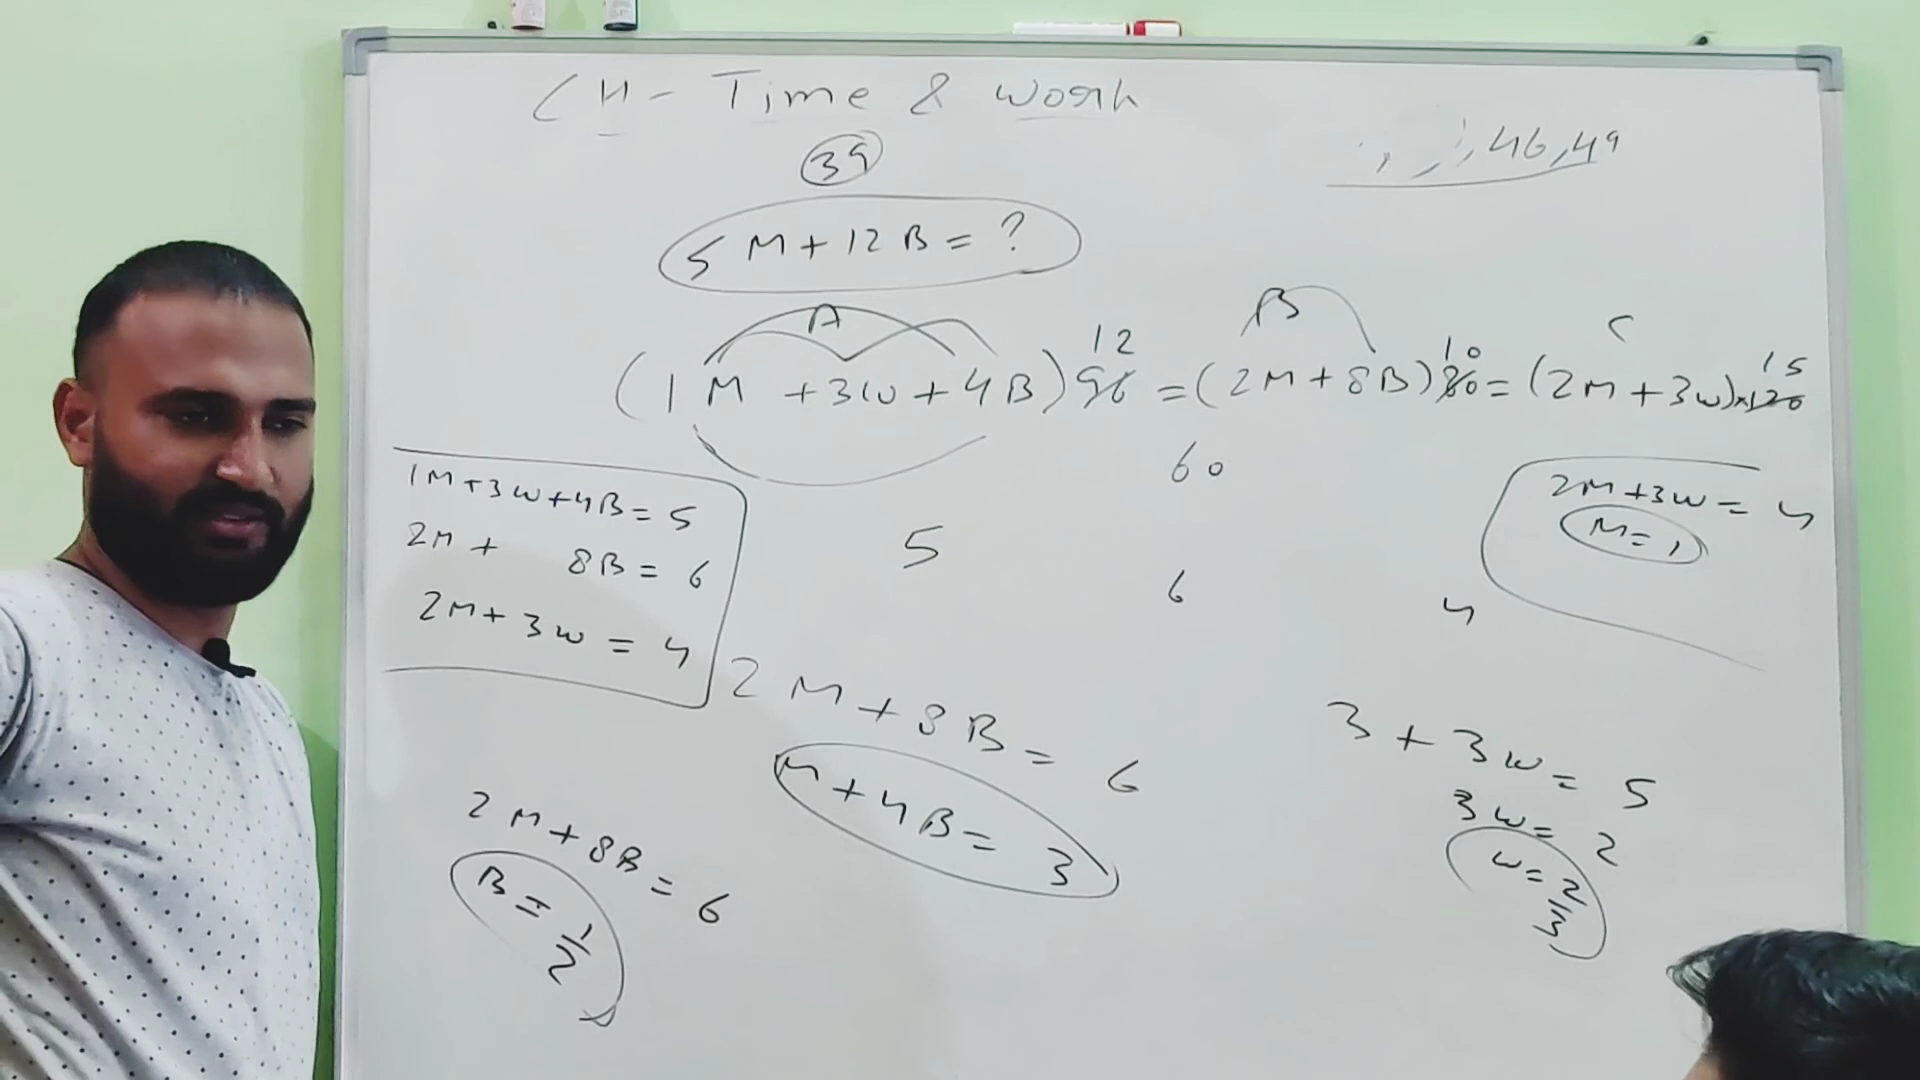 CH - Time & work
39
46, 49
5M + 12B = ?
A
B
C
12
10
15
(1M + 3W + 4B) 96 = (2M + 8B) 80 = (2M + 3W) × 120
60
1M + 3W + 4B = 5
2M + 8B = 6
2M + 3W = 4
5
6
4
2M + 3W = 4
M = 1
2M + 8B = 6
M + 4B = 3
3 + 3W = 5
3W = 2
W = 2/3
2M + 8B = 6
B = 1/2